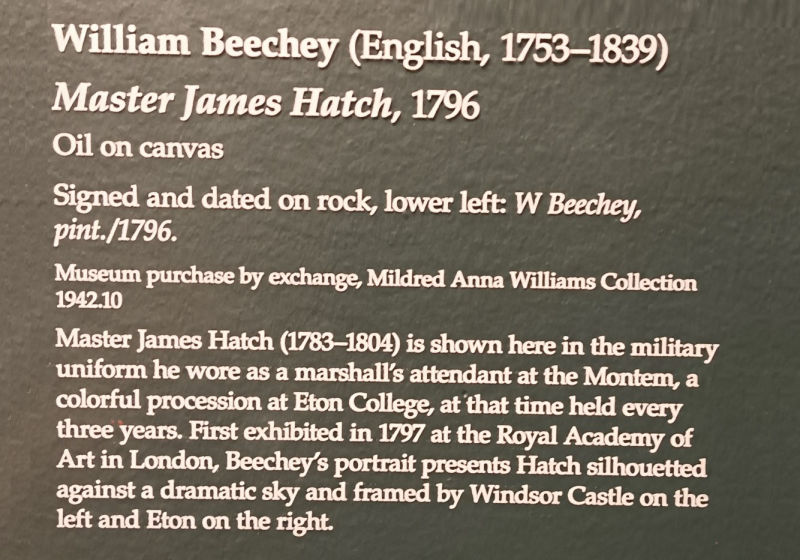 William Beechey (English, 1753–1839)
Master James Hatch, 1796
Oil on canvas
Signed and dated on rock, lower left: W Beechey,
pint./1796.
Museum purchase by exchange, Mildred Anna Williams Collection
1942.10
Master James Hatch (1783–1804) is shown here in the military
uniform he wore as a marshall's attendant at the Montem, a
colorful procession at Eton College, at that time held every
three years. First exhibited in 1797 at the Royal Academy of
Art in London, Beechey's portrait presents Hatch silhouetted
against a dramatic sky and framed by Windsor Castle on the
left and Eton on the right.